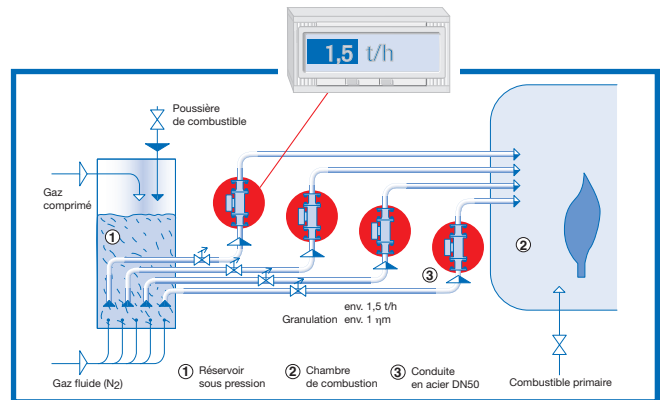 1,5 t/h
Poussière
de combustible
Gaz
comprimé
1
2
3
env. 1,5 t/h
Granulation env. 1 ηm
Gaz fluide (N2)
1 Réservoir
sous pression
2 Chambre
de combustion
3 Conduite
en acier DN50
Combustible primaire